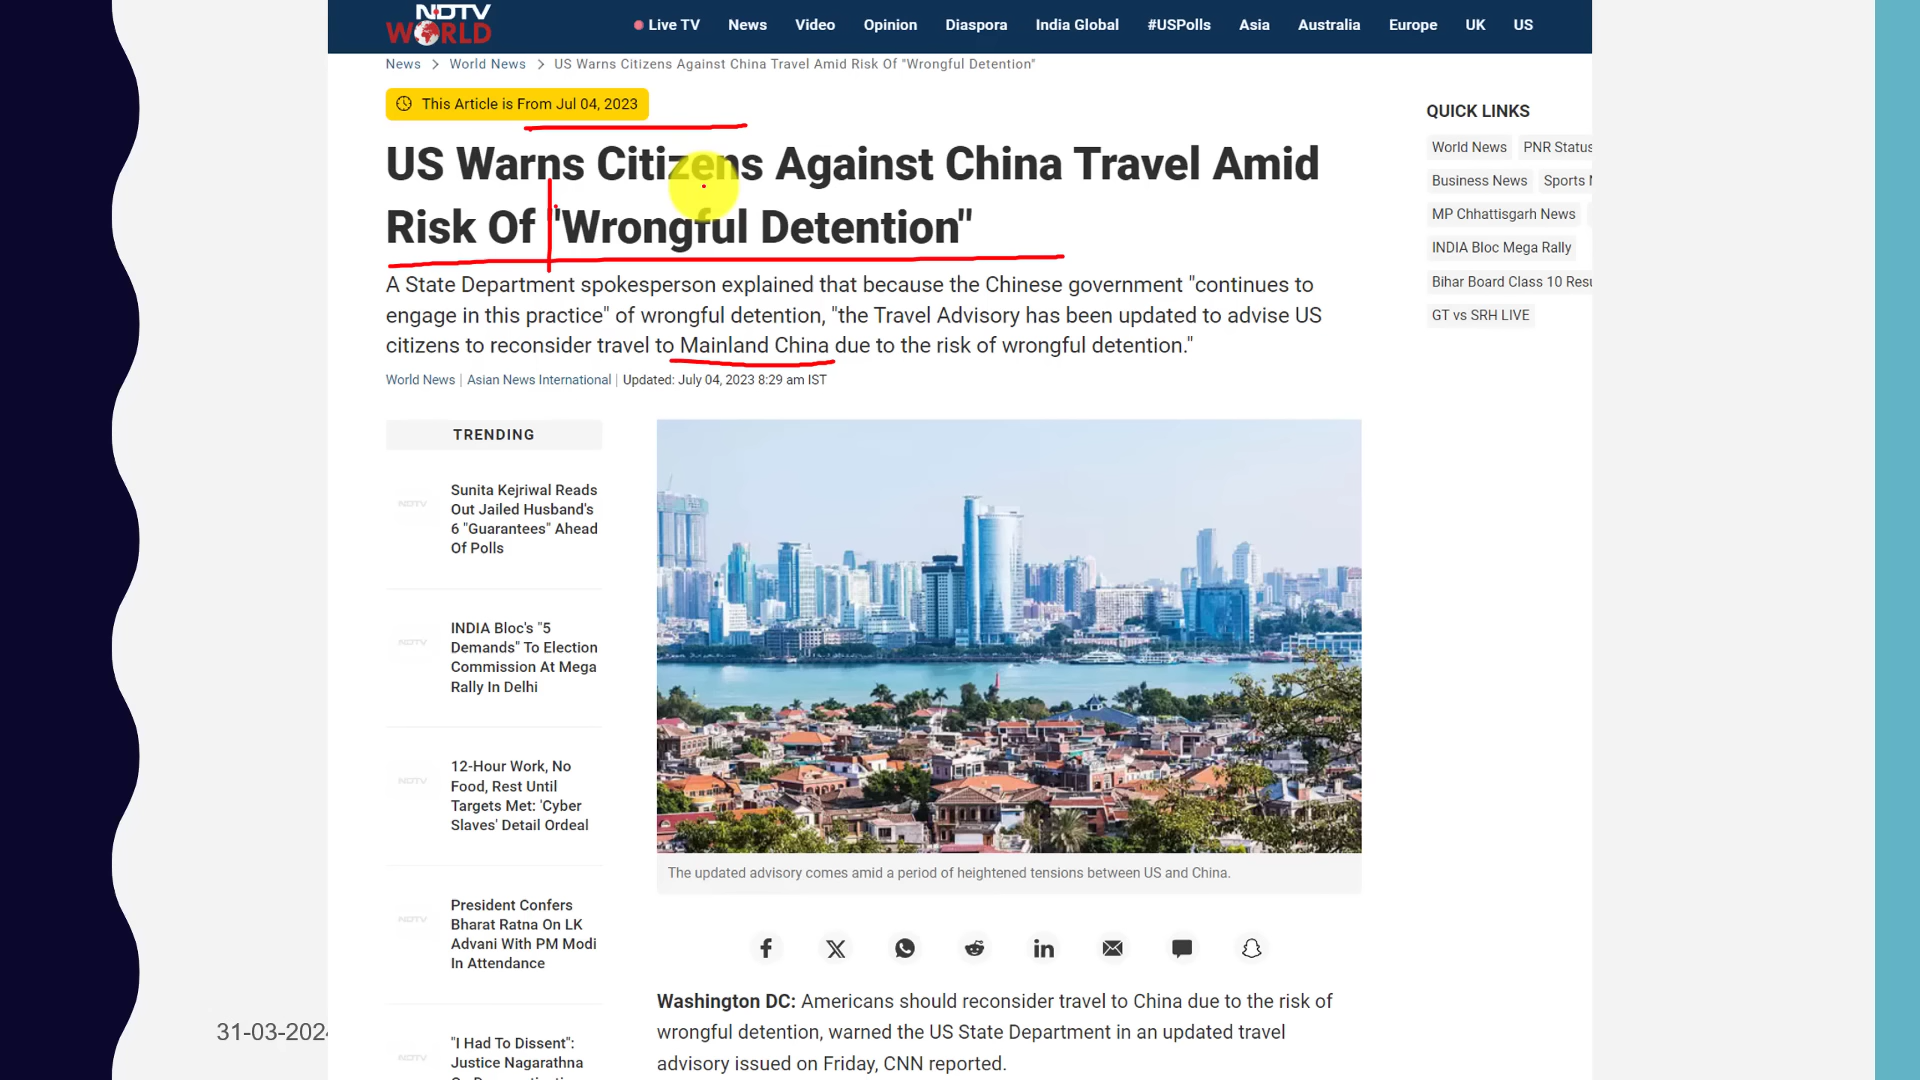 NDTV
WORLD
Live TV
News
Video
Opinion
Diaspora
India Global
#USPolls
Asia
Australia
Europe
UK
US
News > World News > US Warns Citizens Against China Travel Amid Risk Of "Wrongful Detention"
This Article is From Jul 04, 2023
US Warns Citizens Against China Travel Amid
Risk Of "Wrongful Detention"
A State Department spokesperson explained that because the Chinese government "continues to
engage in this practice" of wrongful detention, "the Travel Advisory has been updated to advise US
citizens to reconsider travel to Mainland China due to the risk of wrongful detention."
World News | Asian News International | Updated: July 04, 2023 8:29 am IST
QUICK LINKS
World News
PNR Status
Business News
Sports
MP Chhattisgarh News
INDIA Bloc Mega Rally
Bihar Board Class 10
GT vs SRH LIVE
TRENDING
NDTV
Sunita Kejriwal Reads
Out Jailed Husband's
6 "Guarantees" Ahead
Of Polls
NDTV
INDIA Bloc's "5
Demands" To Election
Commission At Mega
Rally In Delhi
NDTV
12-Hour Work, No
Food, Rest Until
Targets Met: 'Cyber
Slaves' Detail Ordeal
NDTV
President Confers
Bharat Ratna On LK
Advani With PM Modi
In Attendance
NDTV
"I Had To Dissent":
Justice Nagarathna
The updated advisory comes amid a period of heightened tensions between US and China.
Washington DC: Americans should reconsider travel to China due to the risk of
wrongful detention, warned the US State Department in an updated travel
advisory issued on Friday, CNN reported.
31-03-2024